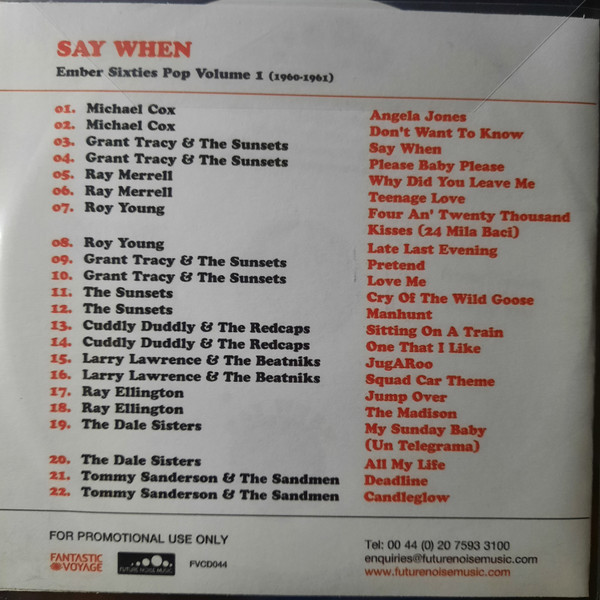 SAY WHEN
Ember Sixties Pop Volume 1 (1960-1961)
01. Michael Cox Angela Jones
02. Michael Cox Don't Want To Know
03. Grant Tracy & The Sunsets Say When
04. Grant Tracy & The Sunsets Please Baby Please
05. Ray Merrell Why Did You Leave Me
06. Ray Merrell Teenage Love
07. Roy Young Four An' Twenty Thousand
Kisses (24 Mila Baci)
08. Roy Young Late Last Evening
09. Grant Tracy & The Sunsets Pretend
10. Grant Tracy & The Sunsets Love Me
11. The Sunsets Cry Of The Wild Goose
12. The Sunsets Manhunt
13. Cuddly Duddly & The Redcaps Sitting On A Train
14. Cuddly Duddly & The Redcaps One That I Like
15. Larry Lawrence & The Beatniks JugARoo
16. Larry Lawrence & The Beatniks Squad Car Theme
17. Ray Ellington Jump Over
18. Ray Ellington The Madison
19. The Dale Sisters My Sunday Baby
(Un Telegrama)
20. The Dale Sisters All My Life
21. Tommy Sanderson & The Sandmen Deadline
22. Tommy Sanderson & The Sandmen Candleglow
FOR PROMOTIONAL USE ONLY
FANTASTIC
VOYAGE
FUTURE NOISE MUSIC
FVCD044
Tel: 00 44 (0) 20 7593 3100
enquiries@futurenoisemusic.com
www.futurenoisemusic.com